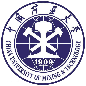 中国矿业大学
CHINA UNIVERSITY OF MINING & TECHNOLOGY
1909